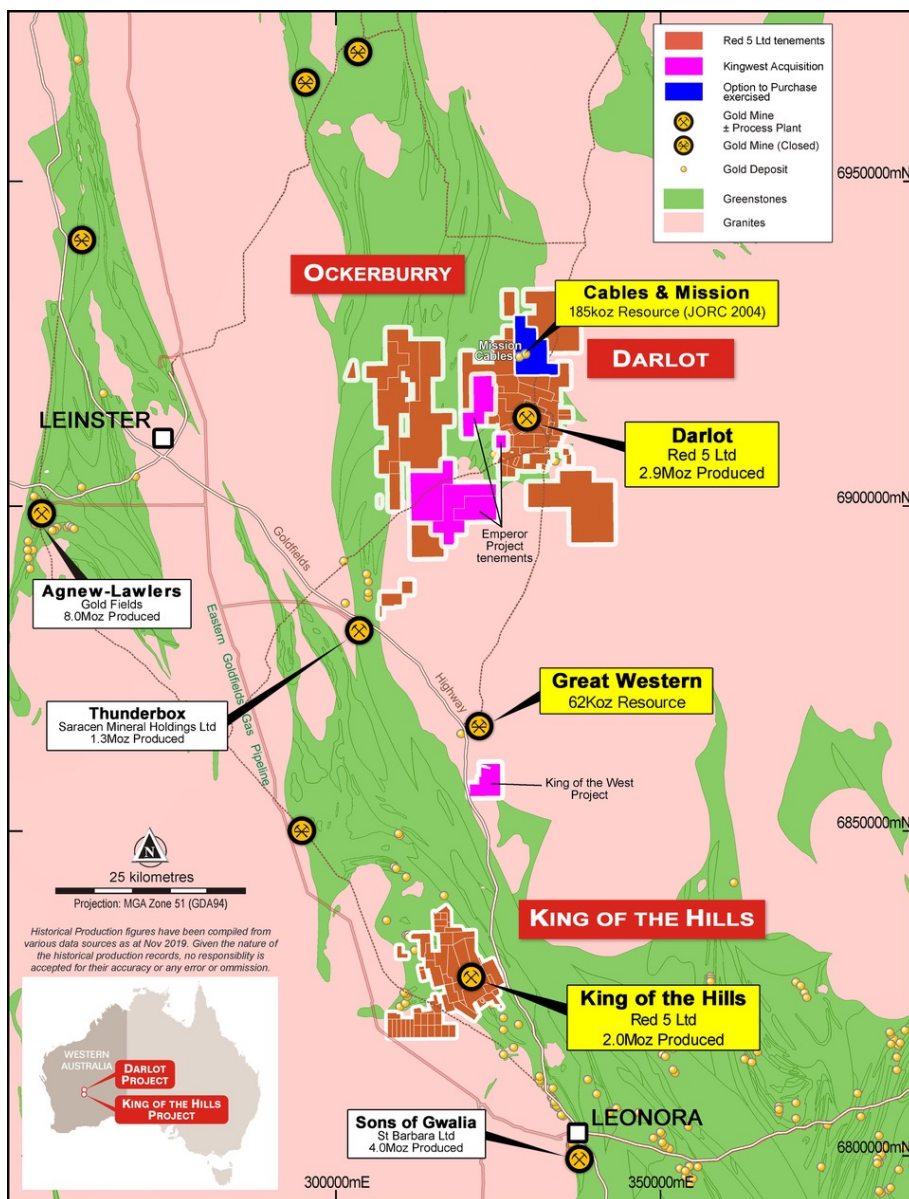 Red 5 Ltd tenements
Kingwest Acquisition
Option to Purchase
exercised
Gold Mine
± Process Plant
Gold Mine (Closed)
Gold Deposit
Greenstones
Granites
6950000mN
OCKERBURRY
Cables & Mission
185koz Resource (JORC 2004)
Mission
Cables
DARLOT
LEINSTER
Darlot
Red 5 Ltd
2.9Moz Produced
6900000mN
Emperor
Project
tenements
Goldfields
Highway
Agnew-Lawlers
Gold Fields
8.0Moz Produced
Eastern Goldfields Gas Pipeline
Thunderbox
Saracen Mineral Holdings Ltd
1.3Moz Produced
Great Western
62Koz Resource
King of the West
Project
6850000mN
N
25 kilometres
Projection: MGA Zone 51 (GDA94)
Historical Production figures have been compiled from
various data sources as at Nov 2019. Given the nature of
the historical production records, no responsiblity is
accepted for their accuracy or any error or ommission.
KING OF THE HILLS
King of the Hills
Red 5 Ltd
2.0Moz Produced
WESTERN
AUSTRALIA
DARLOT
PROJECT
KING OF THE HILLS
PROJECT
Sons of Gwalia
St Barbara Ltd
4.0Moz Produced
LEONORA
6800000mN
300000mE
350000mE